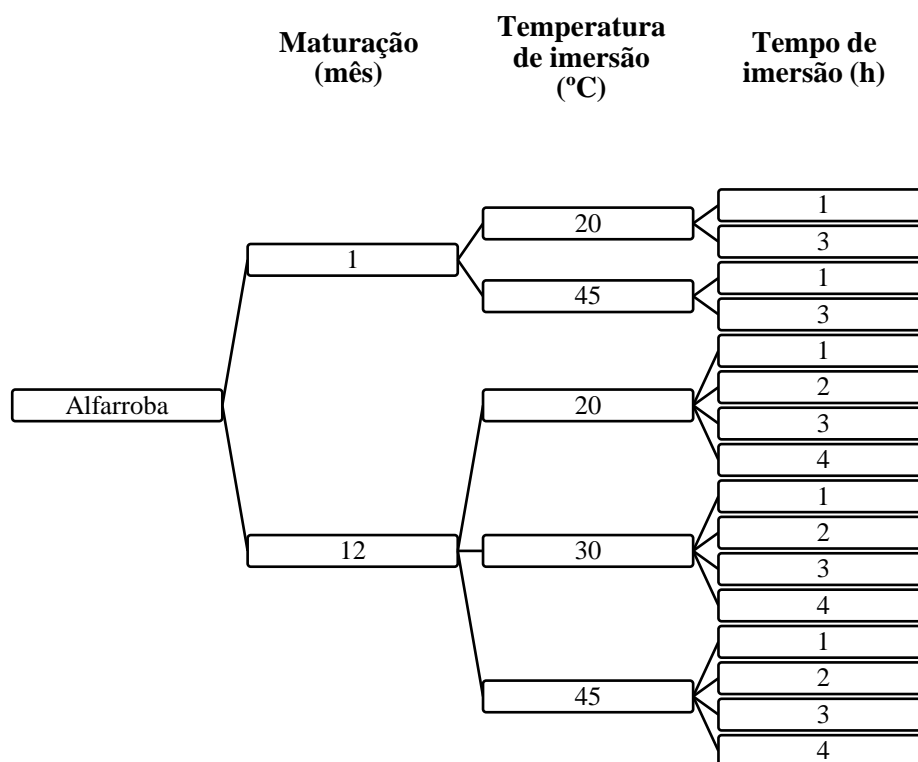 Maturação
(mês)
Temperatura
de imersão
(ºC)
Tempo de
imersão (h)
Alfarroba
1
20
1
3
45
1
3
12
20
1
2
3
4
30
1
2
3
4
45
1
2
3
4